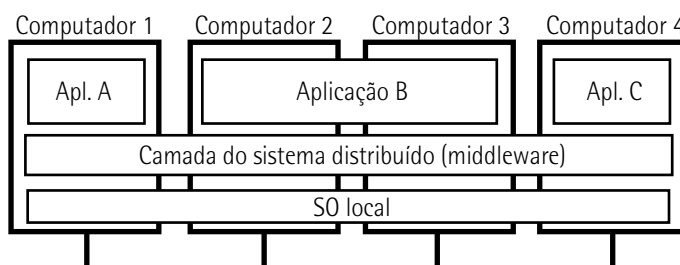 Computador 1 Computador 2 Computador 3 Computador 4
Apl. A Aplicação B Apl. C
Camada do sistema distribuído (middleware)
SO local